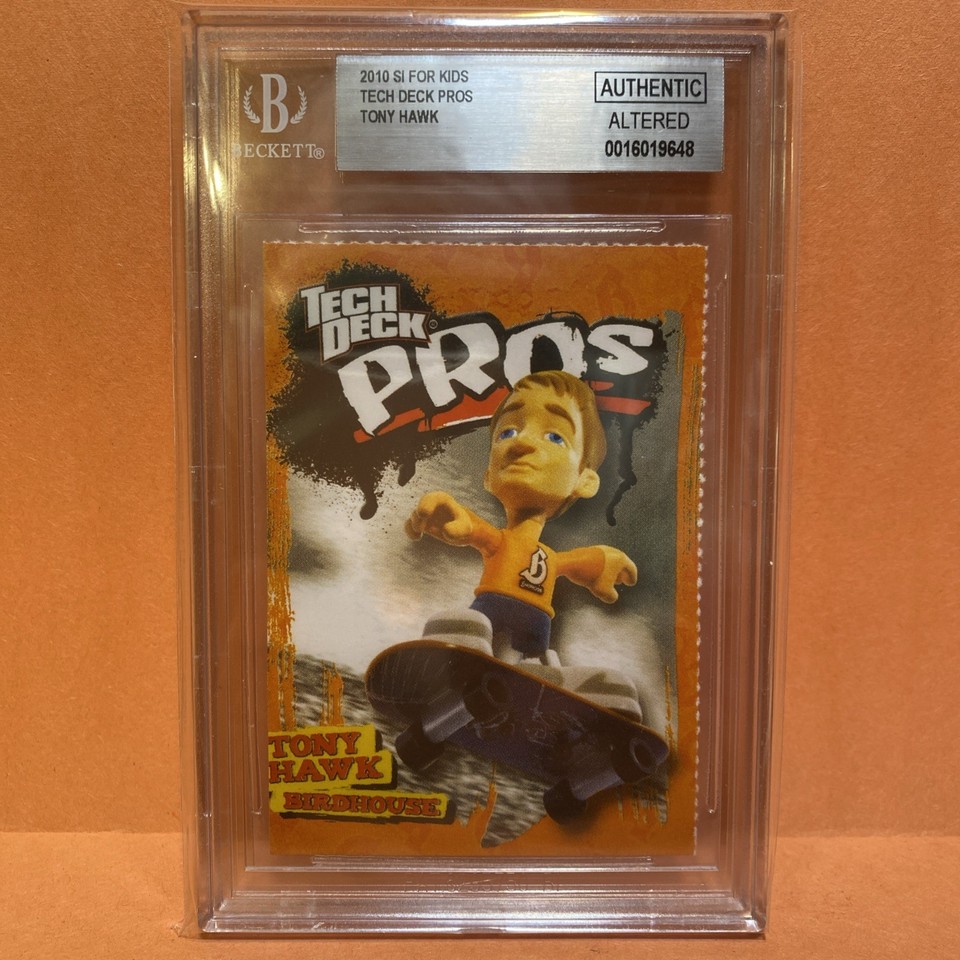 2010 SI FOR KIDS
TECH DECK PROS
TONY HAWK
AUTHENTIC
ALTERED
0016019648
B
BECKETT®
TECH
DECK®
PROS
B
TONY
HAWK
BIRDHOUSE